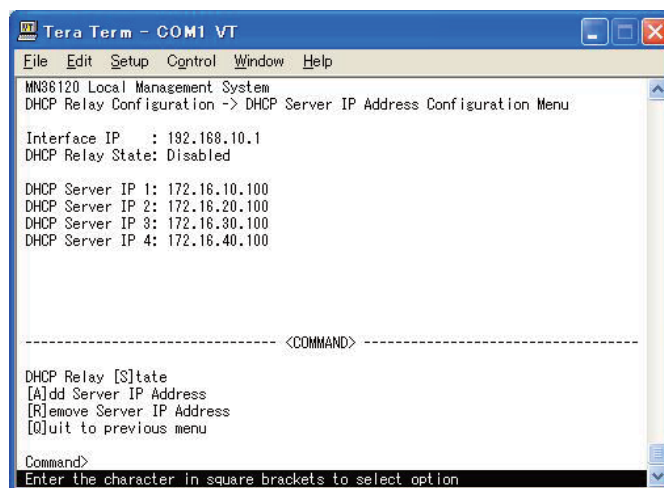 Tera Term - COM1 VT
File Edit Setup Control Window Help
MN36120 Local Management System
DHCP Relay Configuration -> DHCP Server IP Address Configuration Menu
Interface IP : 192.168.10.1
DHCP Relay State: Disabled
DHCP Server IP 1: 172.16.10.100
DHCP Server IP 2: 172.16.20.100
DHCP Server IP 3: 172.16.30.100
DHCP Server IP 4: 172.16.40.100
-------------------------------- <COMMAND> -----------------------------------
DHCP Relay [S]tate
[A]dd Server IP Address
[R]emove Server IP Address
[Q]uit to previous menu
Command>
Enter the character in square brackets to select option